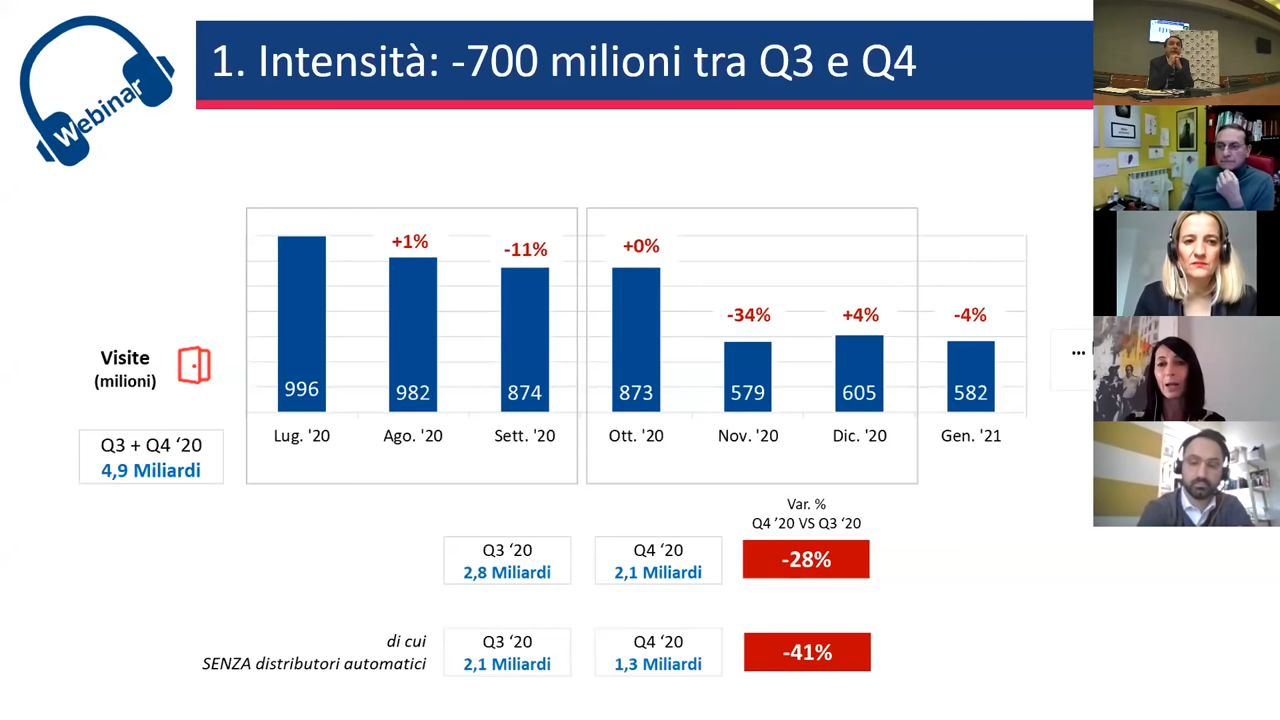 Webinar
1. Intensità: -700 milioni tra Q3 e Q4
+1%
-11%
+0%
-34%
+4%
-4%
Visite
(milioni)
996
982
874
873
579
605
582
...
Lug. '20
Ago. '20
Sett. '20
Ott. '20
Nov. '20
Dic. '20
Gen. '21
Q3 + Q4 ‘20
4,9 Miliardi
Var. %
Q4 ’20 VS Q3 ‘20
Q3 ‘20
2,8 Miliardi
Q4 ‘20
2,1 Miliardi
-28%
di cui
SENZA distributori automatici
Q3 ‘20
2,1 Miliardi
Q4 ‘20
1,3 Miliardi
-41%